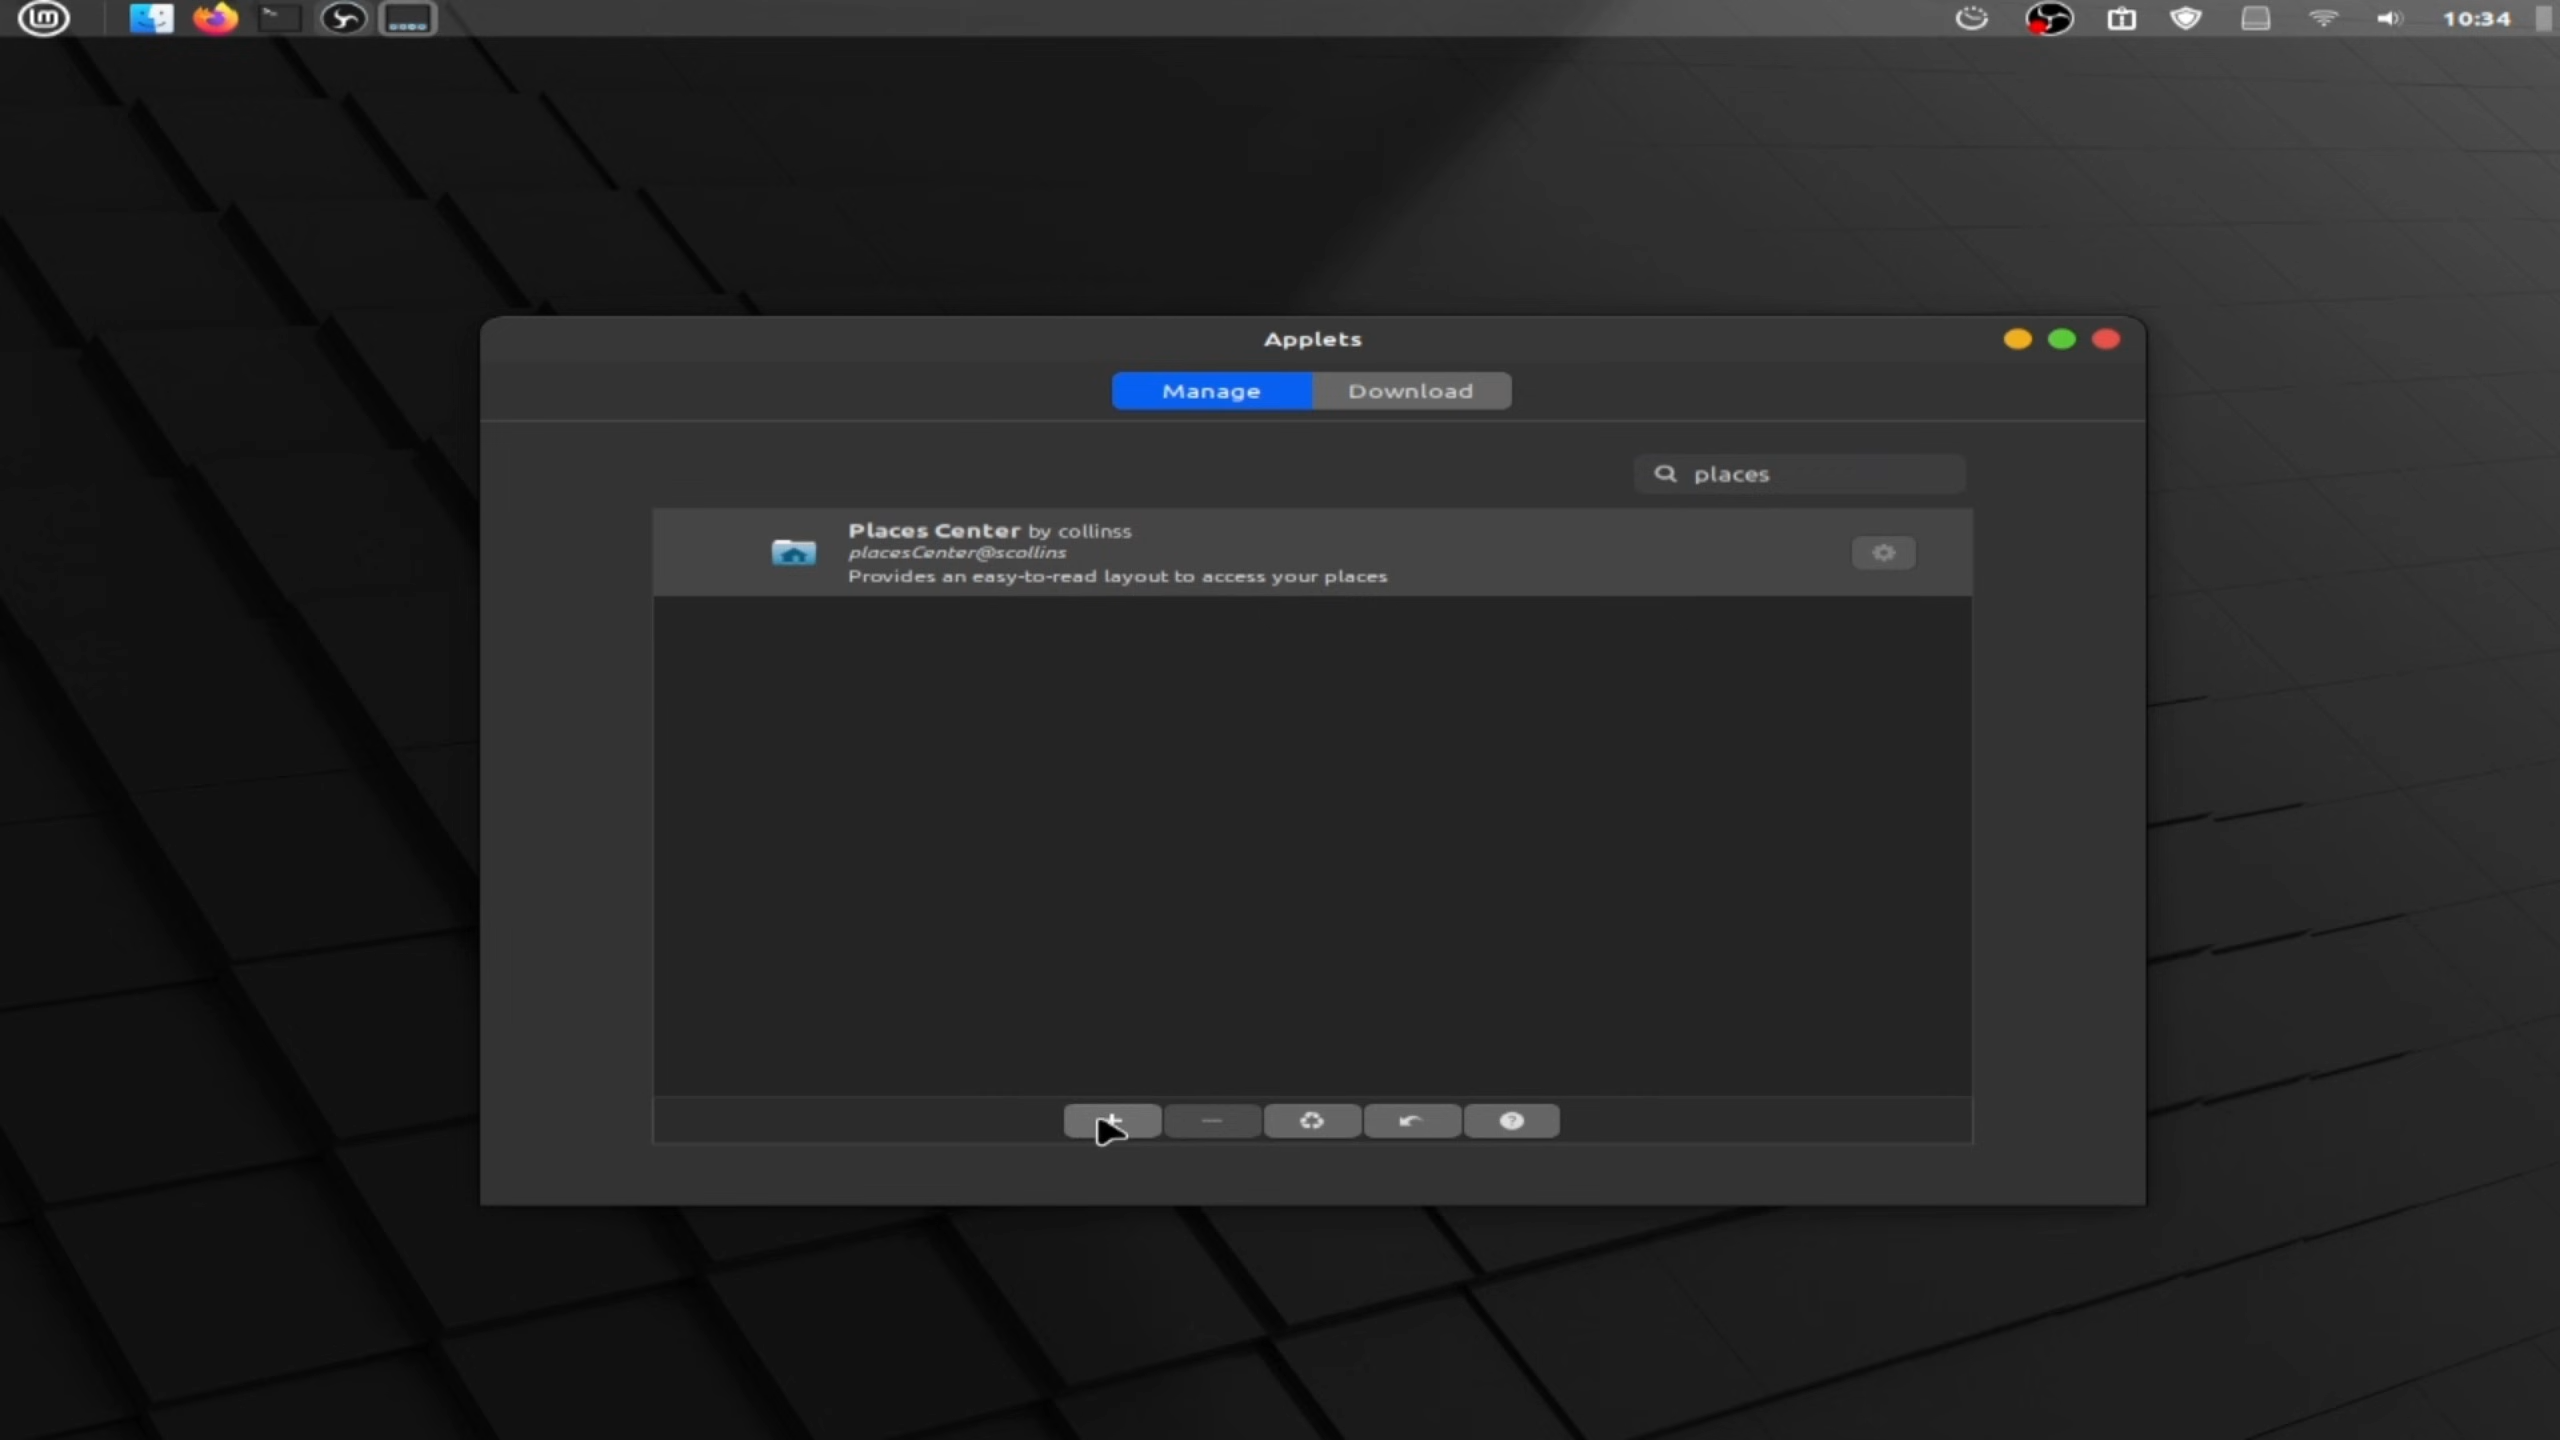 10:34
Applets
Manage Download
places
Places Center by collinss
placesCenter@scollins
Provides an easy-to-read layout to access your places